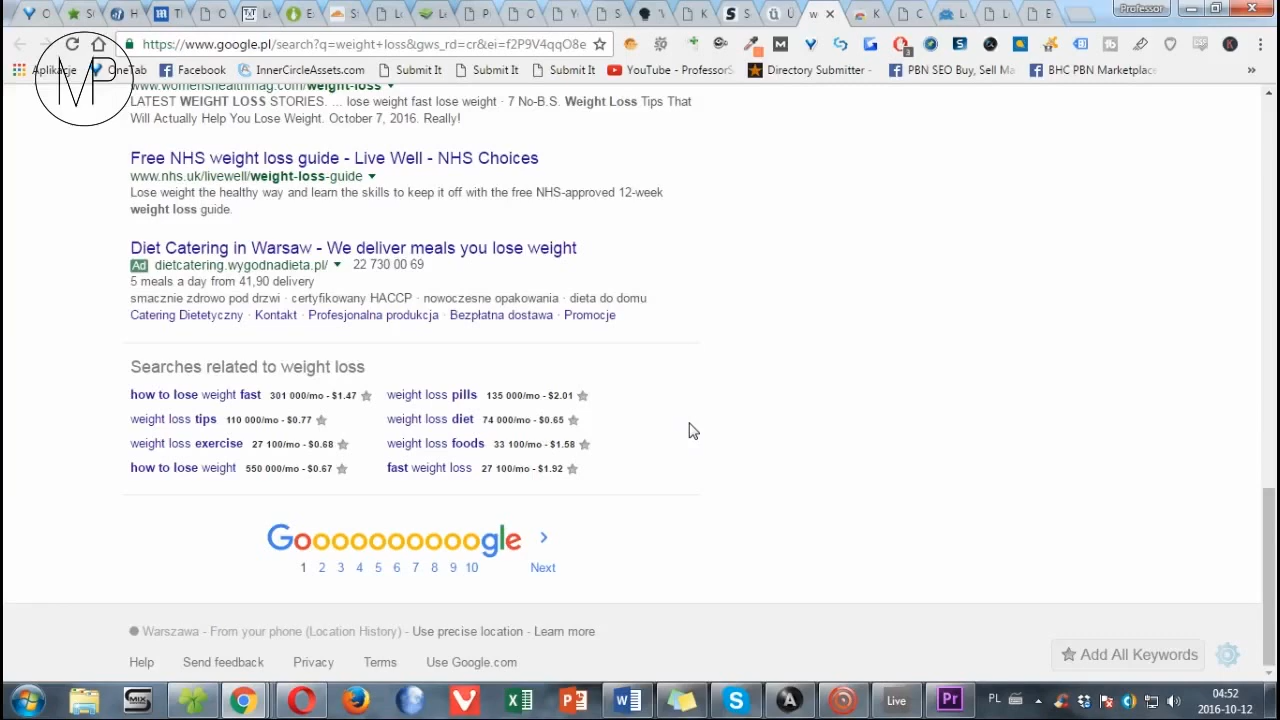 Professor
https://www.google.pl/search?q=weight+loss&gws_rd=cr&ei=f2P9V4qqO8e
Aplikacje
OneTab
Facebook
InnerCircleAssets.com
Submit It
Submit It
Submit It
YouTube - ProfessorS
Directory Submitter -
PBN SEO Buy, Sell Ma
BHC PBN Marketplace
»
MP
www.womenshealthmag.com/weight-loss
LATEST WEIGHT LOSS STORIES. ... lose weight fast lose weight · 7 No-B.S. Weight Loss Tips That
Will Actually Help You Lose Weight. October 7, 2016. Really!
Free NHS weight loss guide - Live Well - NHS Choices
www.nhs.uk/livewell/weight-loss-guide
Lose weight the healthy way and learn the skills to keep it off with the free NHS-approved 12-week
weight loss guide.
Diet Catering in Warsaw - We deliver meals you lose weight
Ad dietcatering.wygodnadieta.pl/ 22 730 00 69
5 meals a day from 41,90 delivery
smacznie zdrowo pod drzwi · certyfikowany HACCP · nowoczesne opakowania · dieta do domu
Catering Dietetyczny · Kontakt · Profesjonalna produkcja · Bezpłatna dostawa · Promocje
Searches related to weight loss
how to lose weight fast 301 000/mo - $1.47 weight loss pills 135 000/mo - $2.01
weight loss tips 110 000/mo - $0.77 weight loss diet 74 000/mo - $0.65
weight loss exercise 27 100/mo - $0.68 weight loss foods 33 100/mo - $1.58
how to lose weight 550 000/mo - $0.67 fast weight loss 27 100/mo - $1.92
Goooooooooogle >
1 2 3 4 5 6 7 8 9 10 Next
Warszawa - From your phone (Location History) - Use precise location - Learn more
Help Send feedback Privacy Terms Use Google.com
Add All Keywords
Live
Pr
PL
04:52
2016-10-12